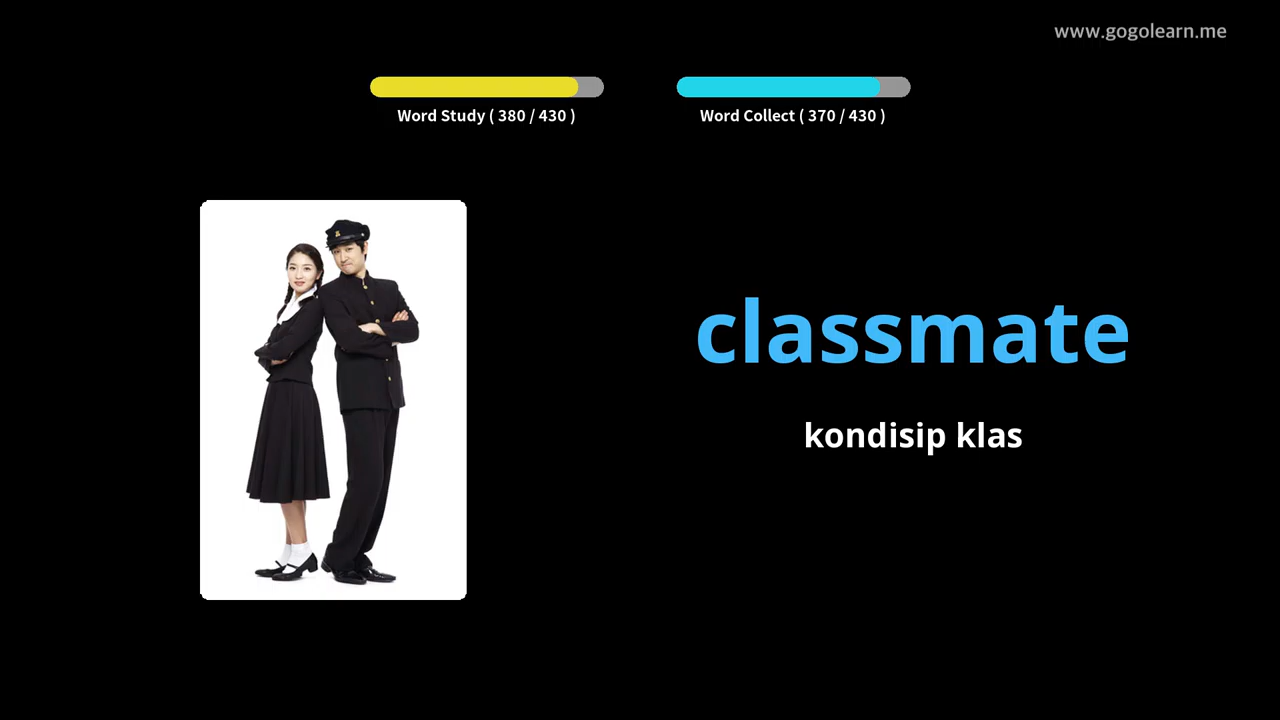 www.gogolearn.me
Word Study ( 380 / 430 )
Word Collect ( 370 / 430 )
classmate
kondisip klas